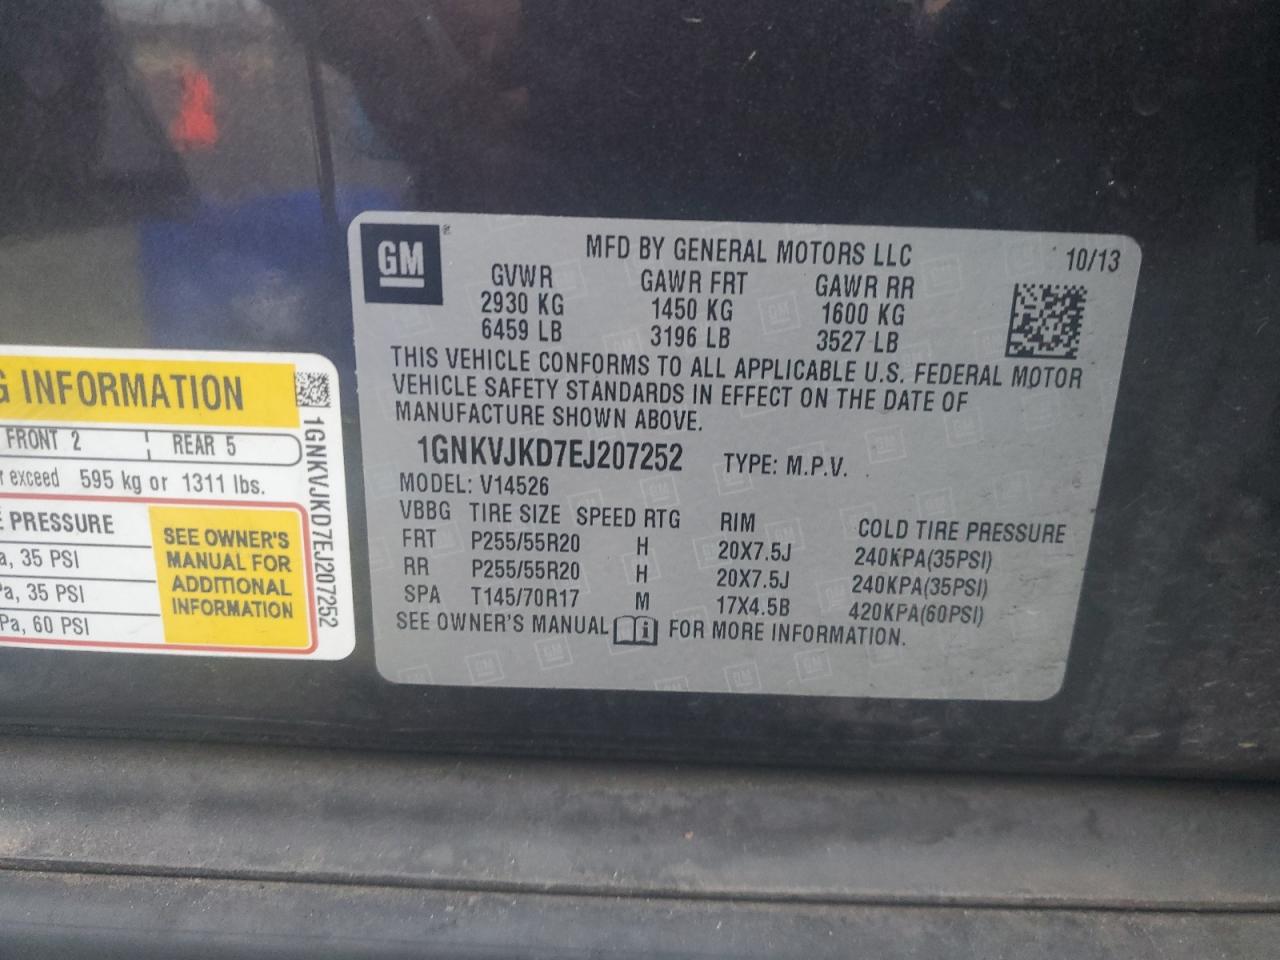 G INFORMATION
FRONT 2 REAR 5
exceed 595 kg or 1311 lbs.
PRESSURE
35 PSI
35 PSI
60 PSI
SEE OWNER'S
MANUAL FOR
ADDITIONAL
INFORMATION
1GNKVJKD7EJ207252
GM
MFD BY GENERAL MOTORS LLC 10/13
GVWR GAWR FRT GAWR RR
2930 KG 1450 KG 1600 KG
6459 LB 3196 LB 3527 LB
THIS VEHICLE CONFORMS TO ALL APPLICABLE U.S. FEDERAL MOTOR
VEHICLE SAFETY STANDARDS IN EFFECT ON THE DATE OF
MANUFACTURE SHOWN ABOVE.
1GNKVJKD7EJ207252 TYPE: M.P.V.
MODEL: V14526
VBBG TIRE SIZE SPEED RTG RIM COLD TIRE PRESSURE
FRT P255/55R20 H 20X7.5J 240KPA(35PSI)
RR P255/55R20 H 20X7.5J 240KPA(35PSI)
SPA T145/70R17 M 17X4.5B 420KPA(60PSI)
SEE OWNER'S MANUAL FOR MORE INFORMATION.